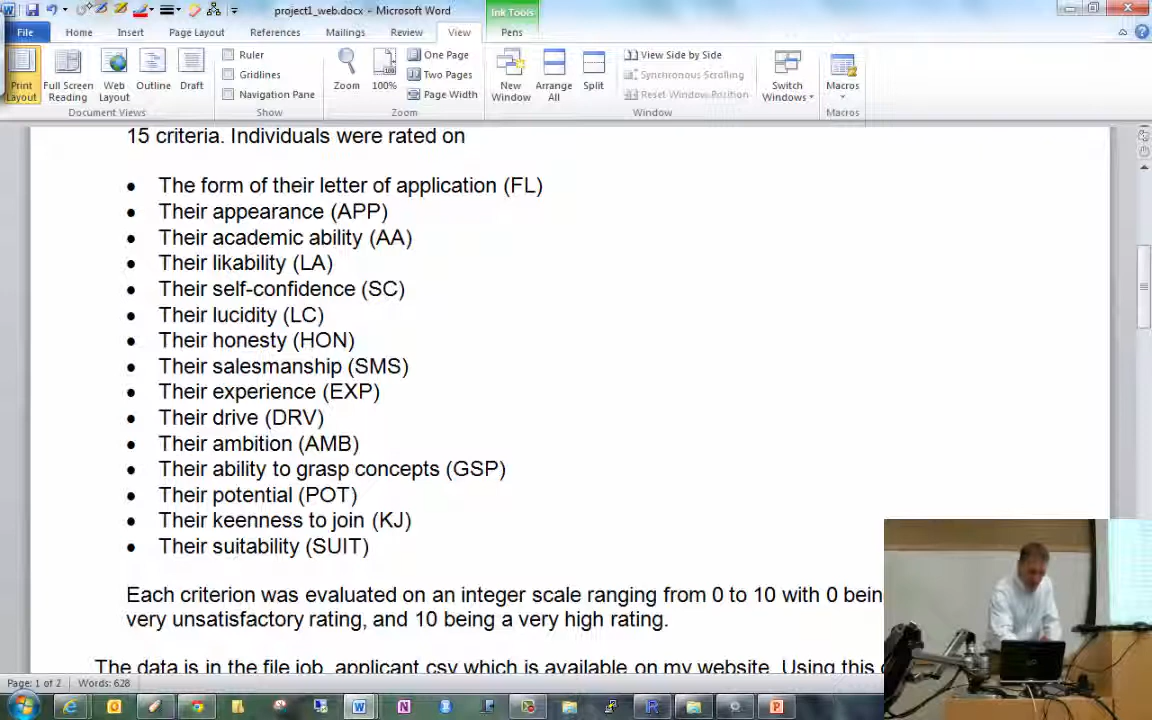 project1_web.docx - Microsoft Word
Ink Tools
File Home Insert Page Layout References Mailings Review View Pens
Print Layout
Full Screen Reading
Web Layout
Outline
Draft
Document Views
Ruler
Gridlines
Navigation Pane
Show
Zoom
100%
One Page
Two Pages
Page Width
Zoom
New Window
Arrange All
Split
View Side by Side
Synchronous Scrolling
Reset Window Position
Window
Switch Windows
Macros
Macros
15 criteria. Individuals were rated on
• The form of their letter of application (FL)
• Their appearance (APP)
• Their academic ability (AA)
• Their likability (LA)
• Their self-confidence (SC)
• Their lucidity (LC)
• Their honesty (HON)
• Their salesmanship (SMS)
• Their experience (EXP)
• Their drive (DRV)
• Their ambition (AMB)
• Their ability to grasp concepts (GSP)
• Their potential (POT)
• Their keenness to join (KJ)
• Their suitability (SUIT)
Each criterion was evaluated on an integer scale ranging from 0 to 10 with 0 bein
very unsatisfactory rating, and 10 being a very high rating.
The data is in the file job_applicant.csv which is available on my website. Using this
Page: 1 of 2 Words: 628